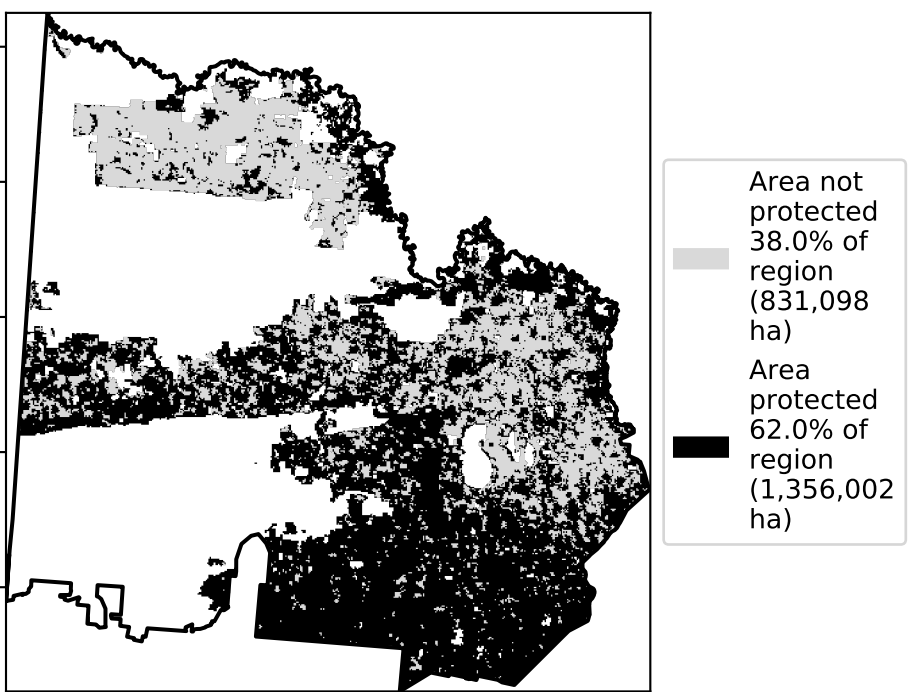 Area not
protected
38.0% of
region
(831,098
ha)
Area
protected
62.0% of
region
(1,356,002
ha)